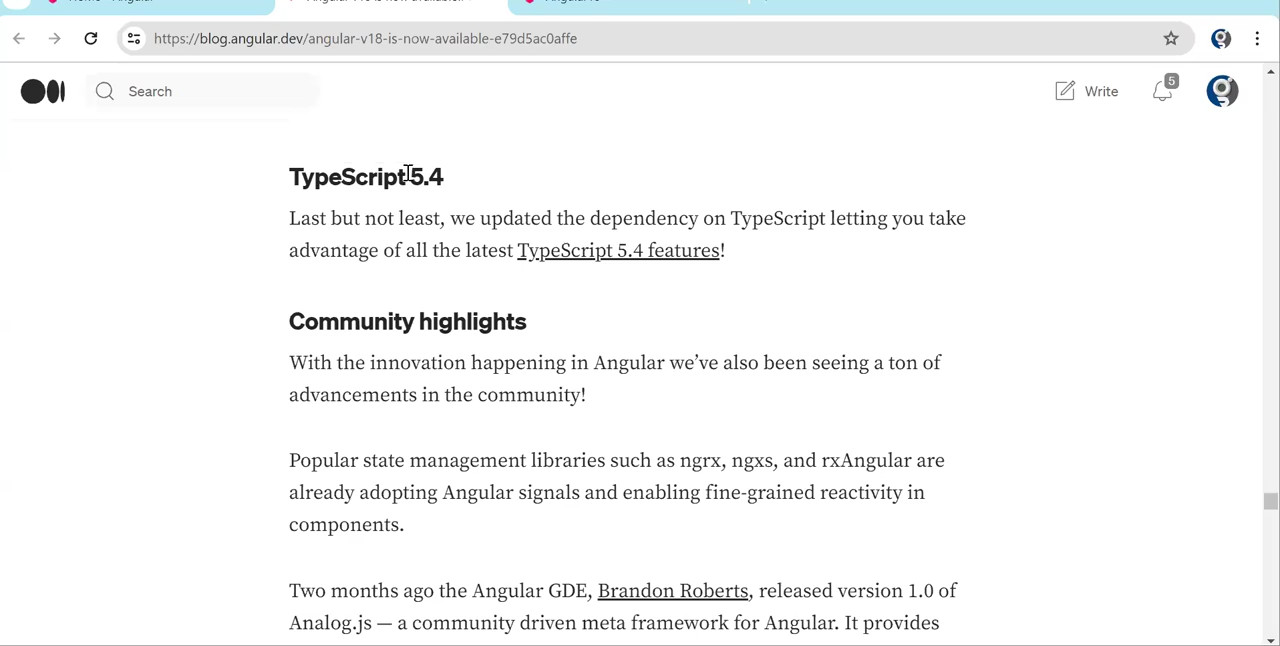 https://blog.angular.dev/angular-v18-is-now-available-e79d5ac0affe
Search
Write
5
TypeScript 5.4
Last but not least, we updated the dependency on TypeScript letting you take
advantage of all the latest TypeScript 5.4 features!
Community highlights
With the innovation happening in Angular we’ve also been seeing a ton of
advancements in the community!
Popular state management libraries such as ngrx, ngxs, and rxAngular are
already adopting Angular signals and enabling fine-grained reactivity in
components.
Two months ago the Angular GDE, Brandon Roberts, released version 1.0 of
Analog.js — a community driven meta framework for Angular. It provides